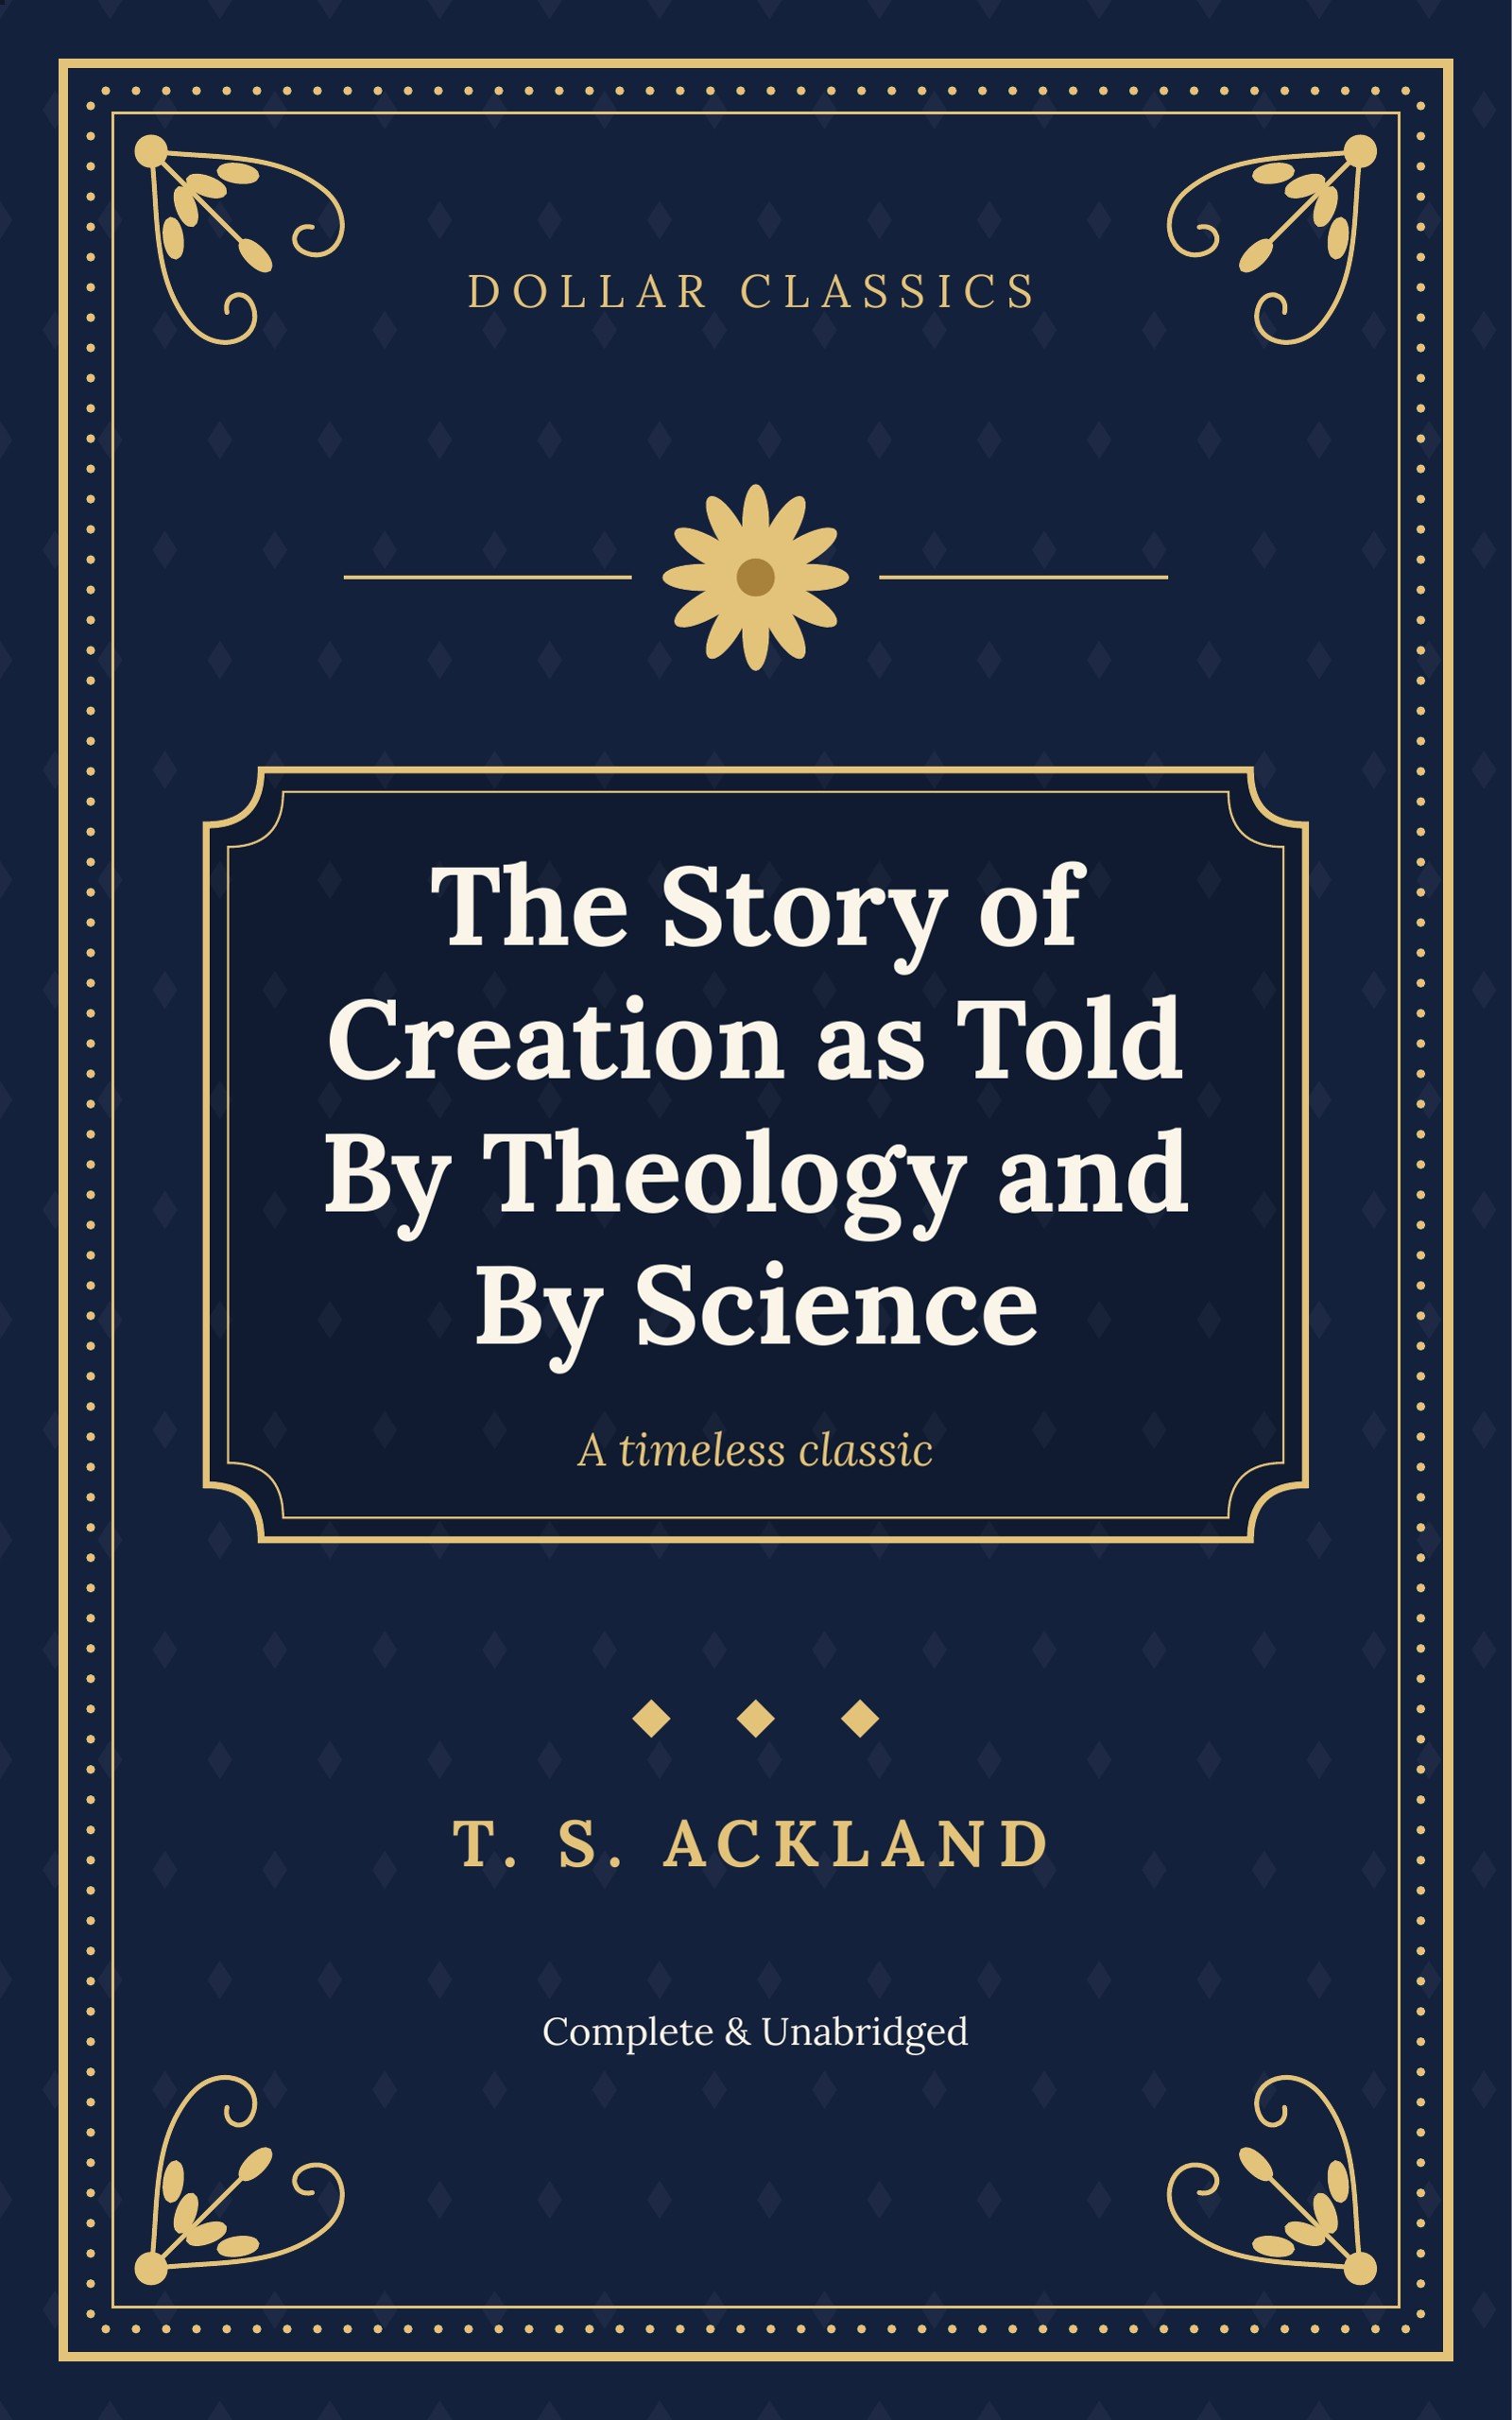 DOLLAR CLASSICS
The Story of
Creation as Told
By Theology and
By Science
A timeless classic
T. S. ACKLAND
Complete & Unabridged